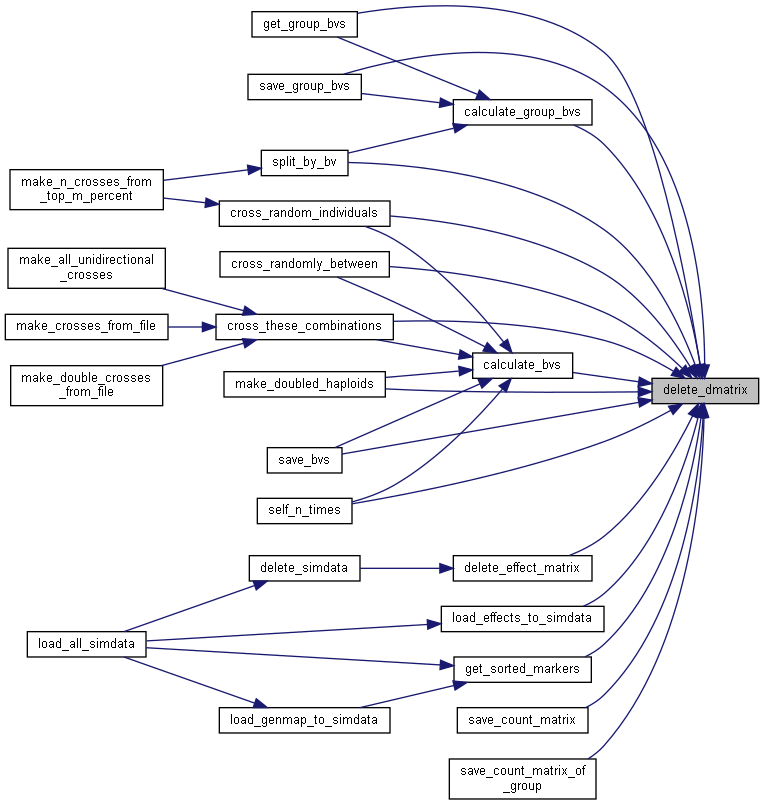 get_group_bvs
save_group_bvs
calculate_group_bvs
split_by_bv
make_n_crosses_from
_top_m_percent
cross_random_individuals
make_all_unidirectional
_crosses
cross_randomly_between
make_crosses_from_file
cross_these_combinations
calculate_bvs
make_double_crosses
_from_file
make_doubled_haploids
delete_dmatrix
save_bvs
self_n_times
delete_simdata
delete_effect_matrix
load_effects_to_simdata
load_all_simdata
get_sorted_markers
load_genmap_to_simdata
save_count_matrix
save_count_matrix_of
_group